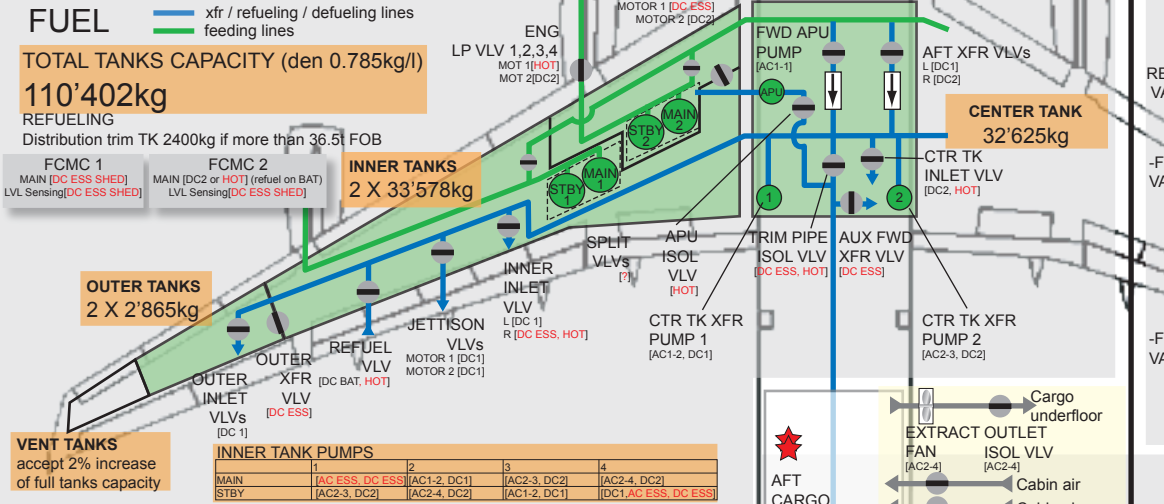 FUEL
xfr / refueling / defueling lines
feeding lines
TOTAL TANKS CAPACITY (den 0.785kg/l)
110'402kg
REFUELING
Distribution trim TK 2400kg if more than 36.5t FOB
FCMC 1
MAIN [DC ESS SHED]
LVL Sensing[DC ESS SHED]
FCMC 2
MAIN [DC2 or HOT] (refuel on BAT)
LVL Sensing[DC ESS SHED]
INNER TANKS
2 X 33'578kg
OUTER TANKS
2 X 2'865kg
VENT TANKS
accept 2% increase
of full tanks capacity
MOTOR 1 [DC ESS]
MOTOR 2 [DC2]
ENG
LP VLV 1,2,3,4
MOT 1[HOT]
MOT 2[DC2]
FWD APU
PUMP
[AC1-1]
AFT XFR VLVs
L [DC1]
R [DC2]
CENTER TANK
32'625kg
APU
MAIN
2
STBY
2
MAIN
1
STBY
1
1
2
CTR TK
INLET VLV
[DC2, HOT]
SPLIT
VLVs
[?]
APU
ISOL
VLV
[HOT]
TRIM PIPE
ISOL VLV
[DC ESS, HOT]
AUX FWD
XFR VLV
[DC ESS]
INNER
INLET
VLV
L [DC 1]
R [DC ESS, HOT]
JETTISON
VLVs
MOTOR 1 [DC1]
MOTOR 2 [DC1]
REFUEL
VLV
[DC BAT, HOT]
OUTER
XFR
VLV
[DC ESS]
OUTER
INLET
VLVs
[DC 1]
CTR TK XFR
PUMP 1
[AC1-2, DC1]
CTR TK XFR
PUMP 2
[AC2-3, DC2]
INNER TANK PUMPS
1 2 3 4
MAIN [AC ESS, DC ESS] [AC1-2, DC1] [AC2-3, DC2] [AC2-4, DC2]
STBY [AC2-3, DC2] [AC2-4, DC2] [AC1-2, DC1] [DC1,AC ESS, DC ESS]
AFT
CARGO
Cargo
underfloor
EXTRACT
FAN
[AC2-4]
OUTLET
ISOL VLV
[AC2-4]
Cabin air
RE
VA
-F
VA
-F
VA